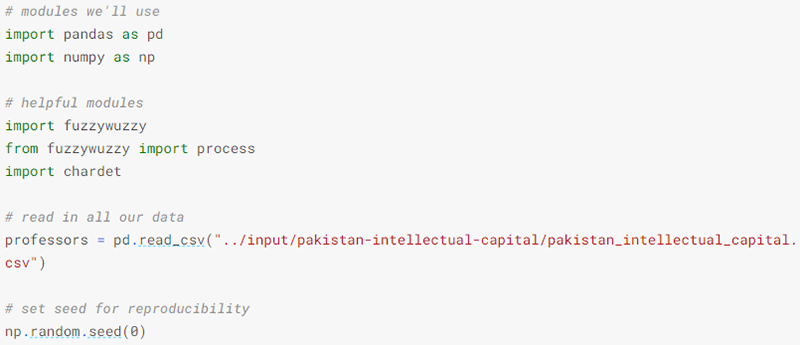 # modules we'll use
import pandas as pd
import numpy as np
# helpful modules
import fuzzywuzzy
from fuzzywuzzy import process
import chardet
# read in all our data
professors = pd.read_csv("../input/pakistan-intellectual-capital/pakistan_intellectual_capital.
csv")
# set seed for reproducibility
np.random.seed(0)